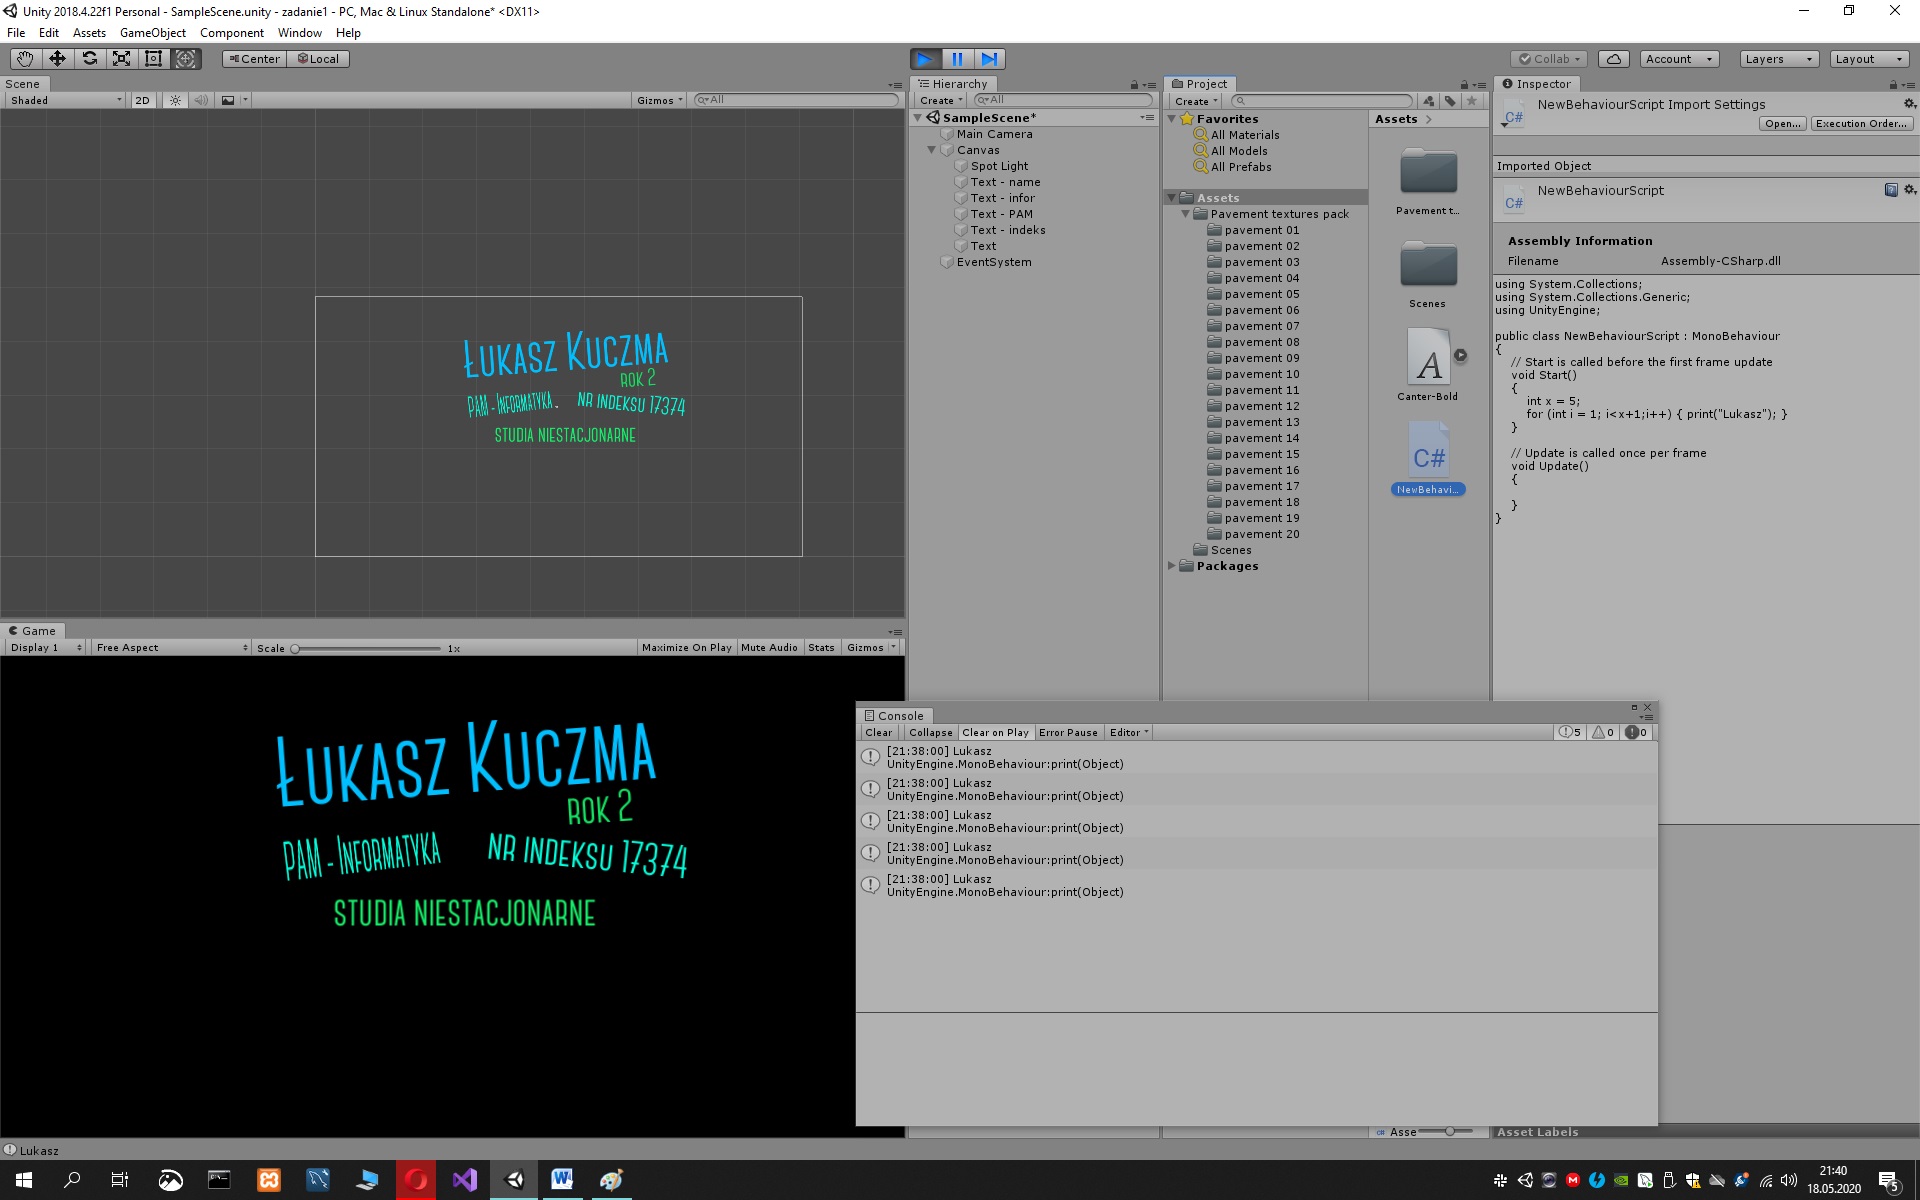 Unity 2018.4.22f1 Personal - SampleScene.unity - zadanie1 - PC, Mac & Linux Standalone* <DX11>
File Edit Assets GameObject Component Window Help
Center Local
Collab Account Layers Layout
Scene
Shaded 2D Gizmos All
ŁUKASZ KUCZMA
ROK 2
PAM - INFORMATYKA NR INDEKSU 17374
STUDIA NIESTACJONARNE
Game
Display 1 Free Aspect Scale 1x Maximize On Play Mute Audio Stats Gizmos
ŁUKASZ KUCZMA
ROK 2
PAM - INFORMATYKA NR INDEKSU 17374
STUDIA NIESTACJONARNE
Hierarchy
Create All
SampleScene*
Main Camera
Canvas
Spot Light
Text - name
Text - infor
Text - PAM
Text - indeks
Text
EventSystem
Project
Create
Favorites
All Materials
All Models
All Prefabs
Assets
Pavement textures pack
pavement 01
pavement 02
pavement 03
pavement 04
pavement 05
pavement 06
pavement 07
pavement 08
pavement 09
pavement 10
pavement 11
pavement 12
pavement 13
pavement 14
pavement 15
pavement 16
pavement 17
pavement 18
pavement 19
pavement 20
Scenes
Packages
Assets
Pavement t...
Scenes
A
Canter-Bold
C#
NewBehavi...
Asse
Inspector
C#
NewBehaviourScript Import Settings
Open... Execution Order...
Imported Object
C#
NewBehaviourScript
Assembly Information
Filename Assembly-CSharp.dll
using System.Collections;
using System.Collections.Generic;
using UnityEngine;
public class NewBehaviourScript : MonoBehaviour
{
// Start is called before the first frame update
void Start()
{
int x = 5;
for (int i = 1; i<x+1;i++) { print("Lukasz"); }
}
// Update is called once per frame
void Update()
{
}
}
Asset Labels
Console
Clear Collapse Clear on Play Error Pause Editor 5 0 0
[21:38:00] Lukasz
UnityEngine.MonoBehaviour:print(Object)
[21:38:00] Lukasz
UnityEngine.MonoBehaviour:print(Object)
[21:38:00] Lukasz
UnityEngine.MonoBehaviour:print(Object)
[21:38:00] Lukasz
UnityEngine.MonoBehaviour:print(Object)
[21:38:00] Lukasz
UnityEngine.MonoBehaviour:print(Object)
Lukasz
21:40
18.05.2020
5